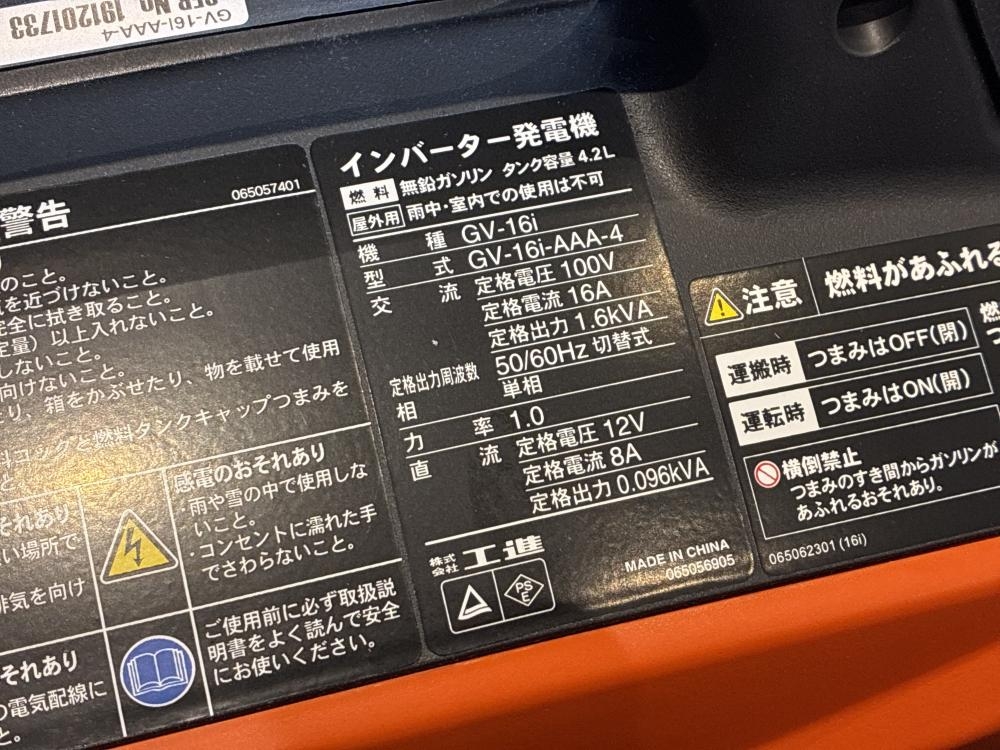 SER No. 191201733
GV-16i-AAA-4
警告
065057401
のこと。
を近づけないこと。
完全に拭き取ること。
定量）以上入れないこと。
しないこと。
向けないこと。
り、箱をかぶせたり、物を載せて使用
コックと燃料タンクキャップつまみを
と。
それあり
い場所で
排気を向け
感電のおそれあり
・雨や雪の中で使用しな
いこと。
・コンセントに濡れた手
でさわらないこと。
それあり
の電気配線に
と。
ご使用前に必ず取扱説
明書をよく読んで安全
にお使いください。
インバーター発電機
燃料 無鉛ガソリン タンク容量 4.2L
屋外用 雨中・室内での使用は不可
機種 GV-16i
型式 GV-16i-AAA-4
交流 定格電圧 100V
定格電流 16A
定格出力 1.6kVA
定格出力周波数 50/60Hz 切替式
相 単相
力率 1.0
直流 定格電圧 12V
定格電流 8A
定格出力 0.096kVA
株式会社 工進
PSE
MADE IN CHINA
065056905
注意 燃料があふれる
運搬時 つまみはOFF(閉)
運転時 つまみはON(開)
燃
つ
横倒禁止
つまみのすき間からガソリンが
あふれるおそれあり。
065062301 (16i)